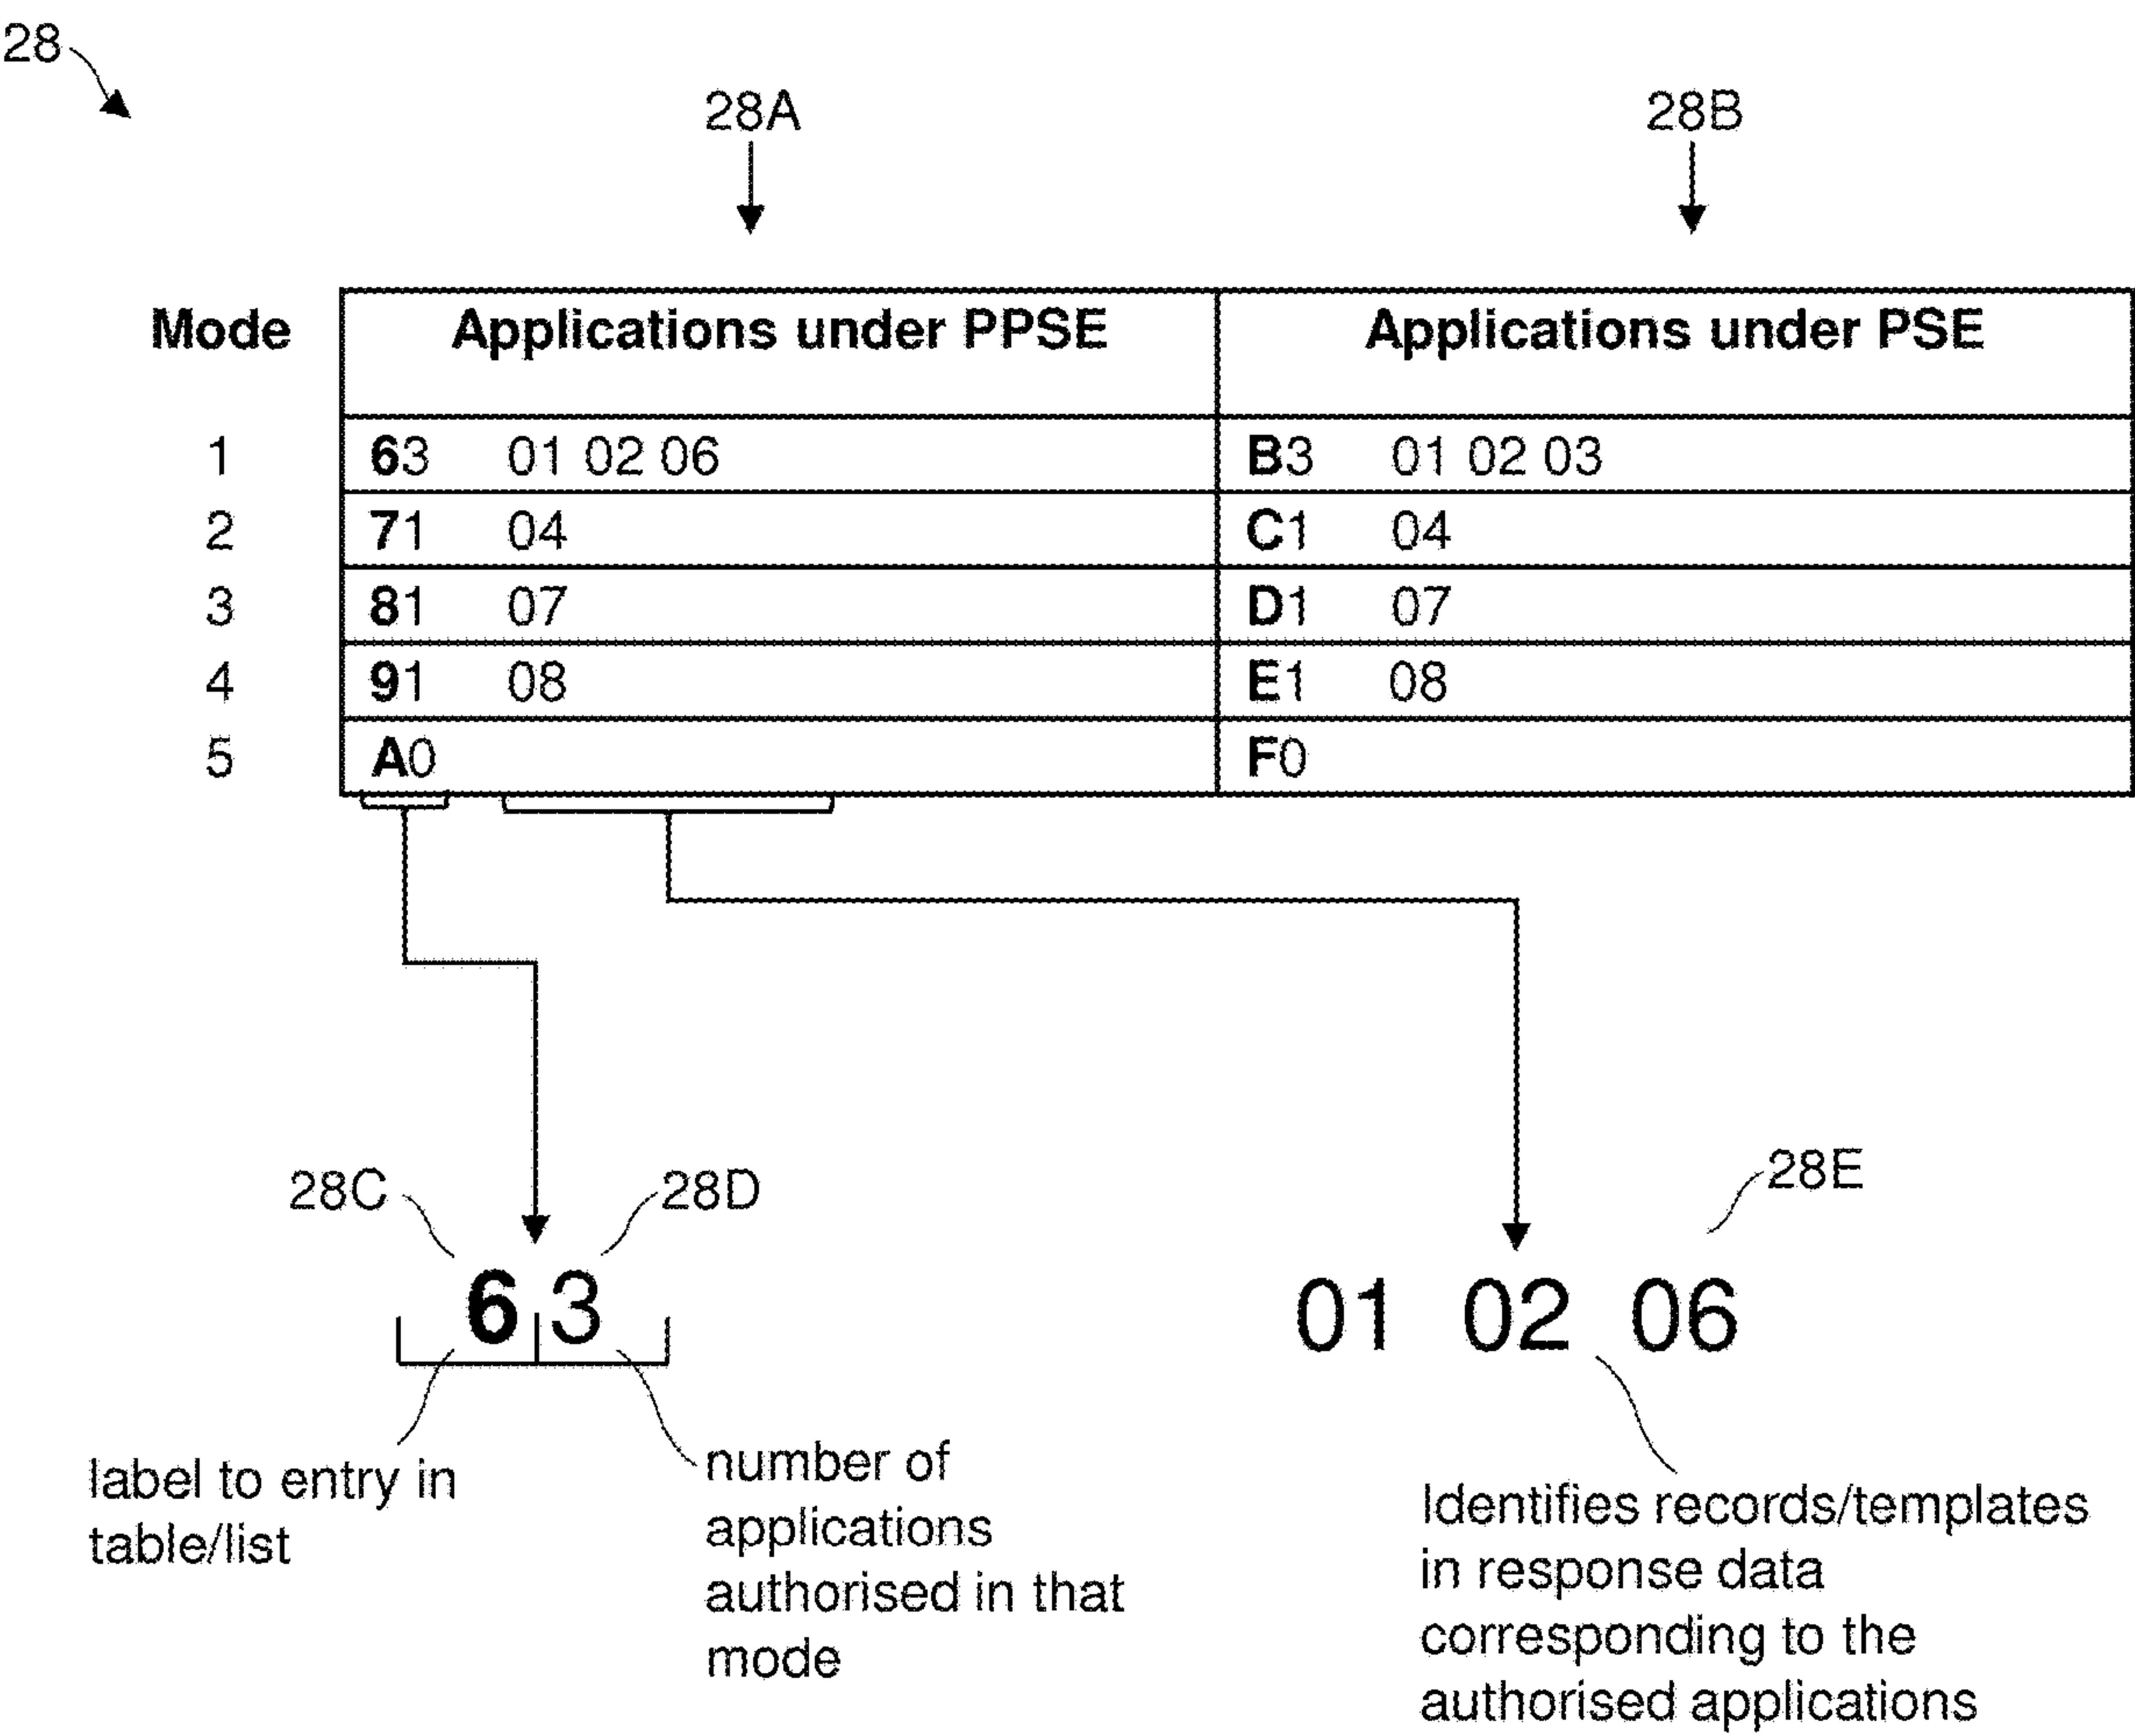 28
28A 28B
Mode Applications under PPSE Applications under PSE
1 63 01 02 06 B3 01 02 03
2 71 04 C1 04
3 81 07 D1 07
4 91 08 E1 08
5 A0 F0
28C 28D 28E
6 3 01 02 06
label to entry in
table/list
number of
applications
authorised in that
mode
Identifies records/templates
in response data
corresponding to the
authorised applications